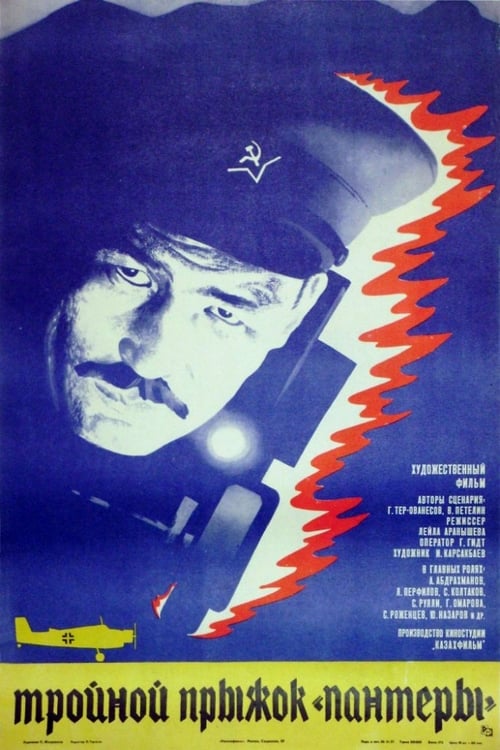 ХУДОЖЕСТВЕННЫЙ
ФИЛЬМ
АВТОРЫ СЦЕНАРИЯ:
Г. ТЕР-ОВАНЕСОВ, В. ПЕТЕЛИН
РЕЖИССЕР
ЛЕЙЛА АРАНЫШЕВА
ОПЕРАТОР Г. ГИДТ
ХУДОЖНИК И. КАРСАКБАЕВ
В ГЛАВНЫХ РОЛЯХ:
А. АБДРАХМАНОВ,
Л. ПЕРФИЛОВ, С. КОЛТАКОВ,
С. РУНЛИ, Г. ОМАРОВА,
С. РОЖЕНЦЕВ, Ю. НАЗАРОВ И ДР.
ПРОИЗВОДСТВО КИНОСТУДИИ
"КАЗАХФИЛЬМ"
тройной прыжок «пантеры»